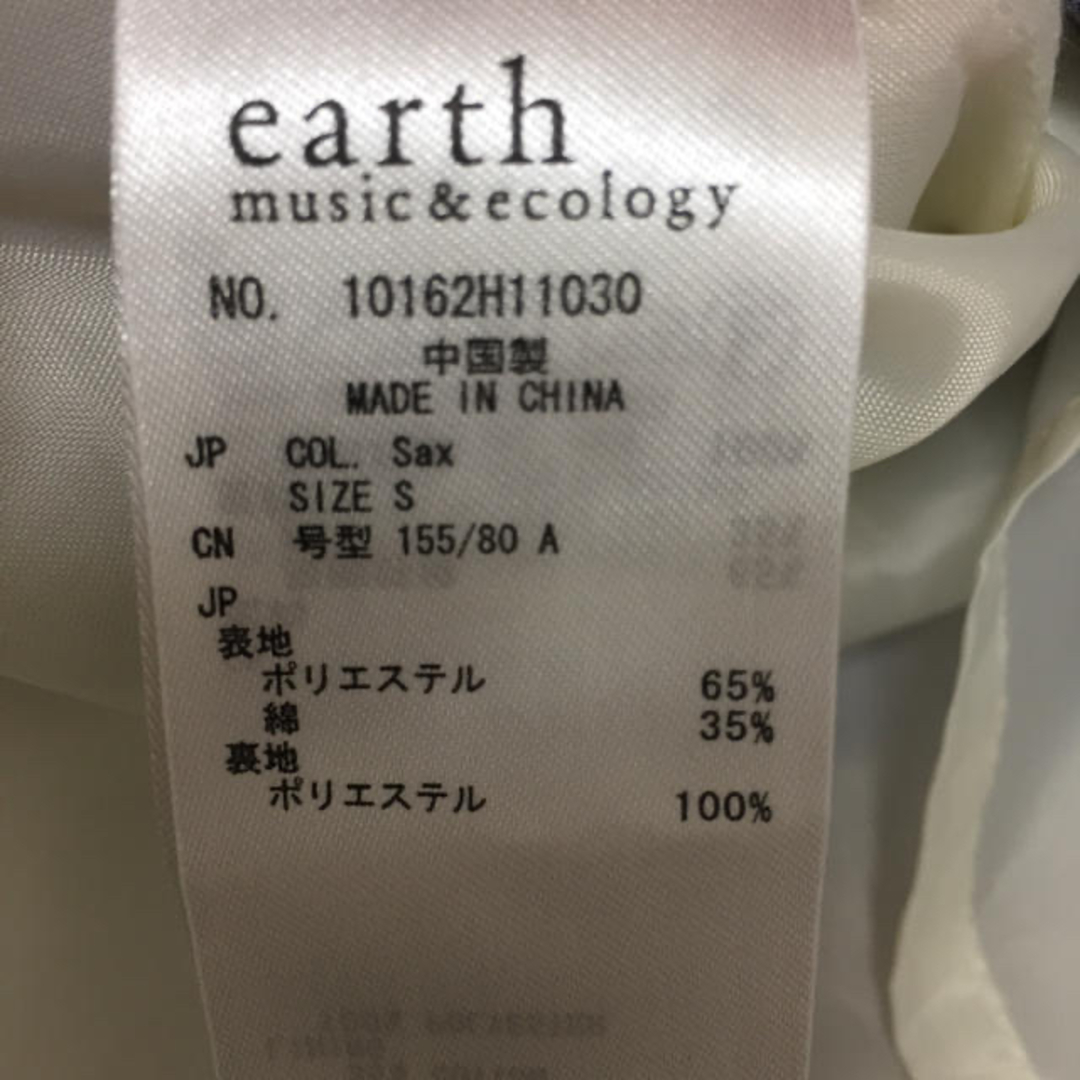 earth
music&ecology
NO. 10162H11030
中国製
MADE IN CHINA
JP COL. Sax
SIZE S
CN 号型 155/80 A
JP
表地
ポリエステル 65%
綿 35%
裏地
ポリエステル 100%